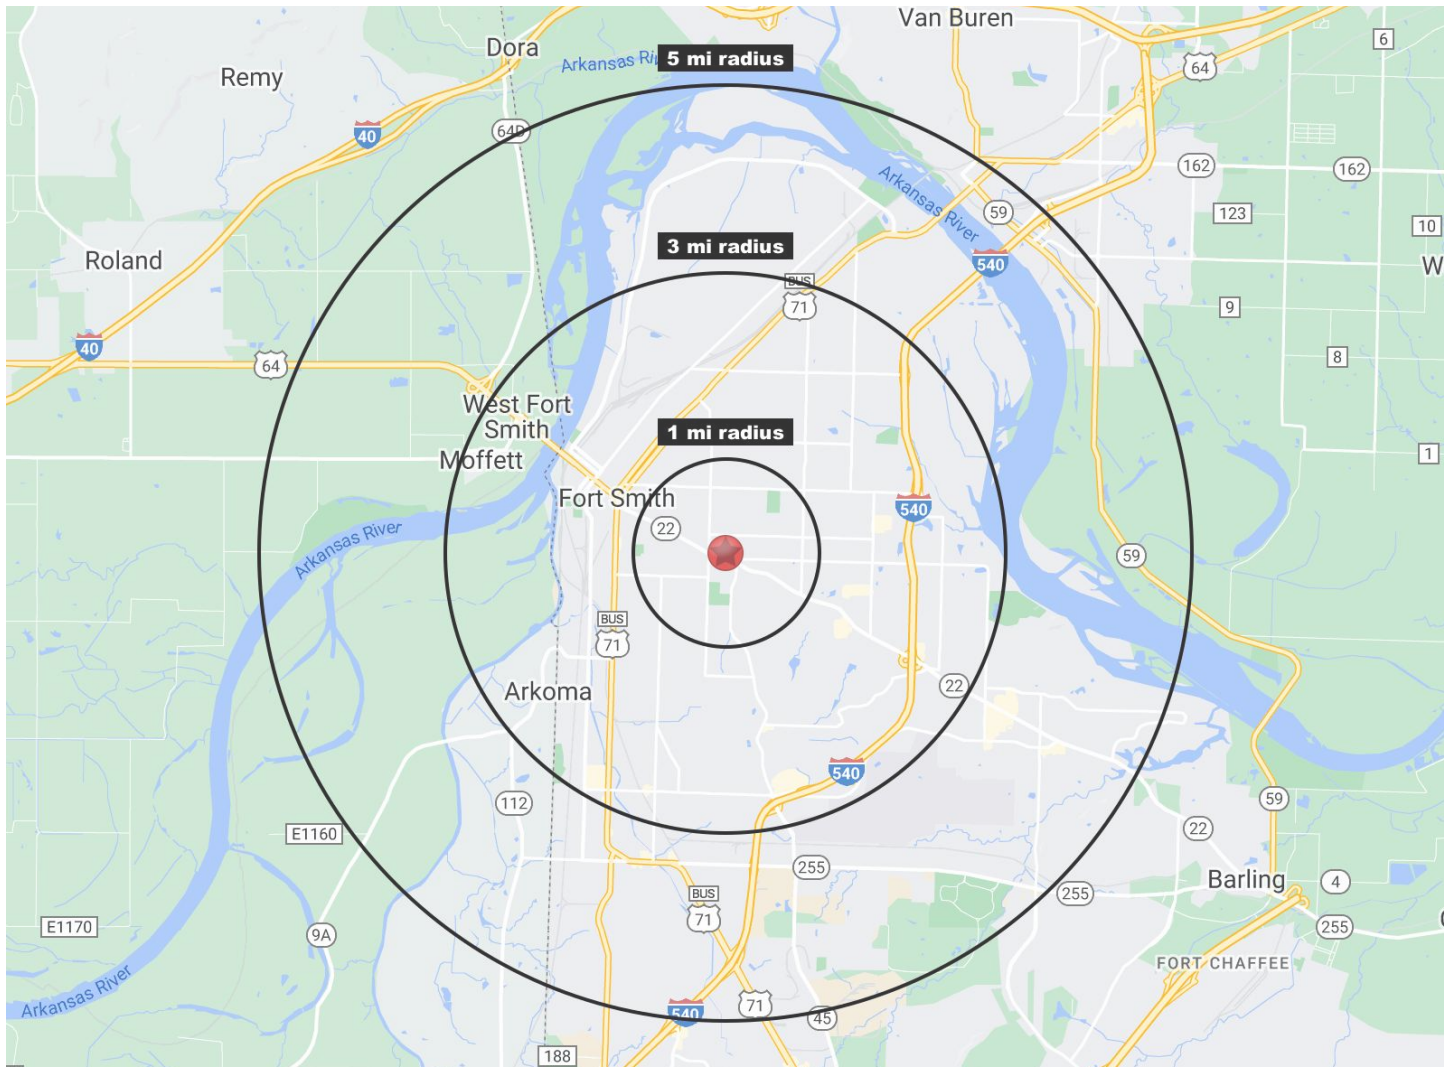 Van Buren
Dora
6
Arkansas Ri
5 mi radius
64
Remy
40
64D
162
162
Arkansas River
59
123
10
3 mi radius
Roland
540
W
BUS
71
9
40
8
64
West Fort
Smith
1 mi radius
Moffett
1
Fort Smith
540
22
Arkansas River
59
BUS
71
22
Arkoma
540
112
59
22
E1160
255
Barling
4
255
BUS
71
E1170
9A
255
FORT CHAFFEE
Arkansas River
540
71
45
188